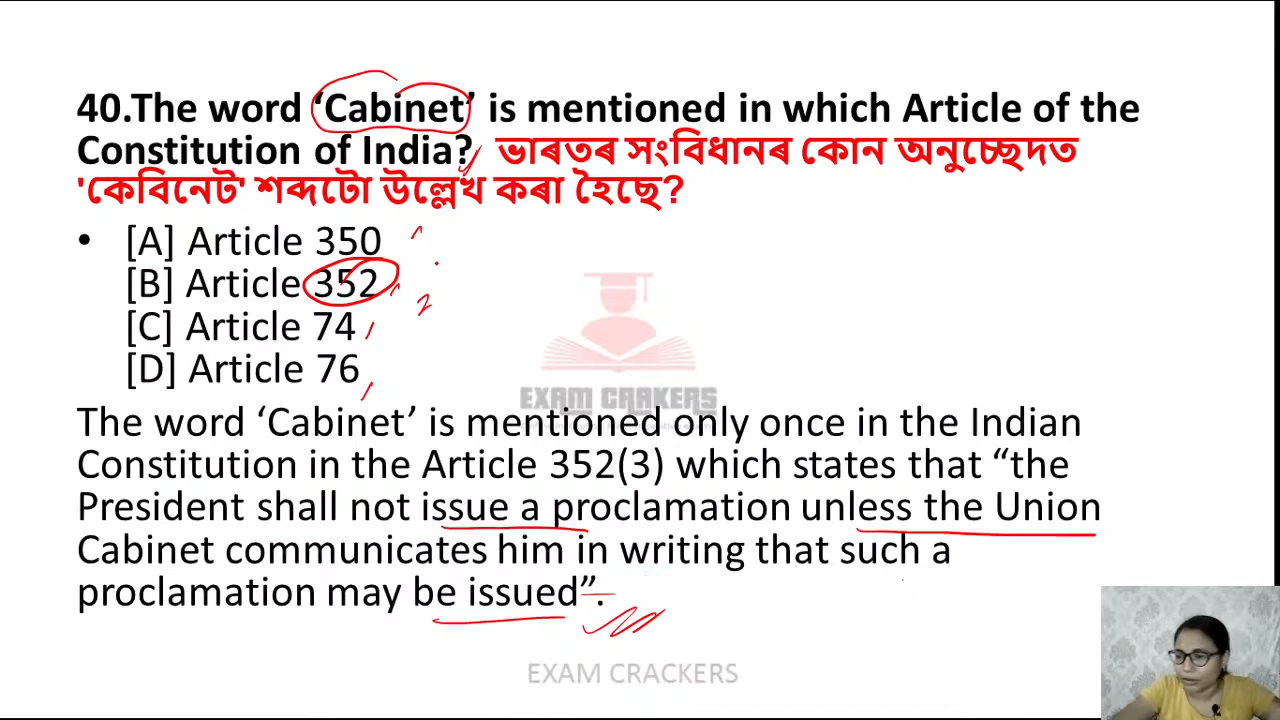 40.The word ‘Cabinet’ is mentioned in which Article of the
Constitution of India? ভাৰতৰ সংবিধানৰ কোন অনুচ্ছেদত
'কেবিনেট' শব্দটো উল্লেখ কৰা হৈছে?
• [A] Article 350
[B] Article 352
[C] Article 74
[D] Article 76
EXAM CRAKERS
The word ‘Cabinet’ is mentioned only once in the Indian
Constitution in the Article 352(3) which states that “the
President shall not issue a proclamation unless the Union
Cabinet communicates him in writing that such a
proclamation may be issued”.
EXAM CRACKERS